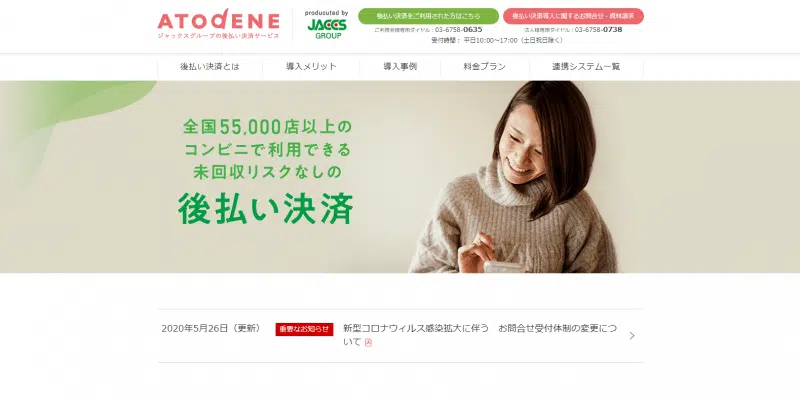 ATODENE
ジャックスグループの後払い決済サービス
produced by
JACCS
GROUP
後払い決済をご利用された方はこちら
後払い決済導入に関するお問合せ・資料請求
ご利用者様専用ダイヤル：03-6758-0635
法人様専用ダイヤル：03-6758-0738
受付時間： 平日10:00～17:00（土日祝日除く）
後払い決済とは
導入メリット
導入事例
料金プラン
連携システム一覧
全国55,000店以上の
コンビニで利用できる
未回収リスクなしの
後払い決済
2020年5月26日（更新）
重要なお知らせ
新型コロナウィルス感染拡大に伴う お問合せ受付体制の変更につ
いて